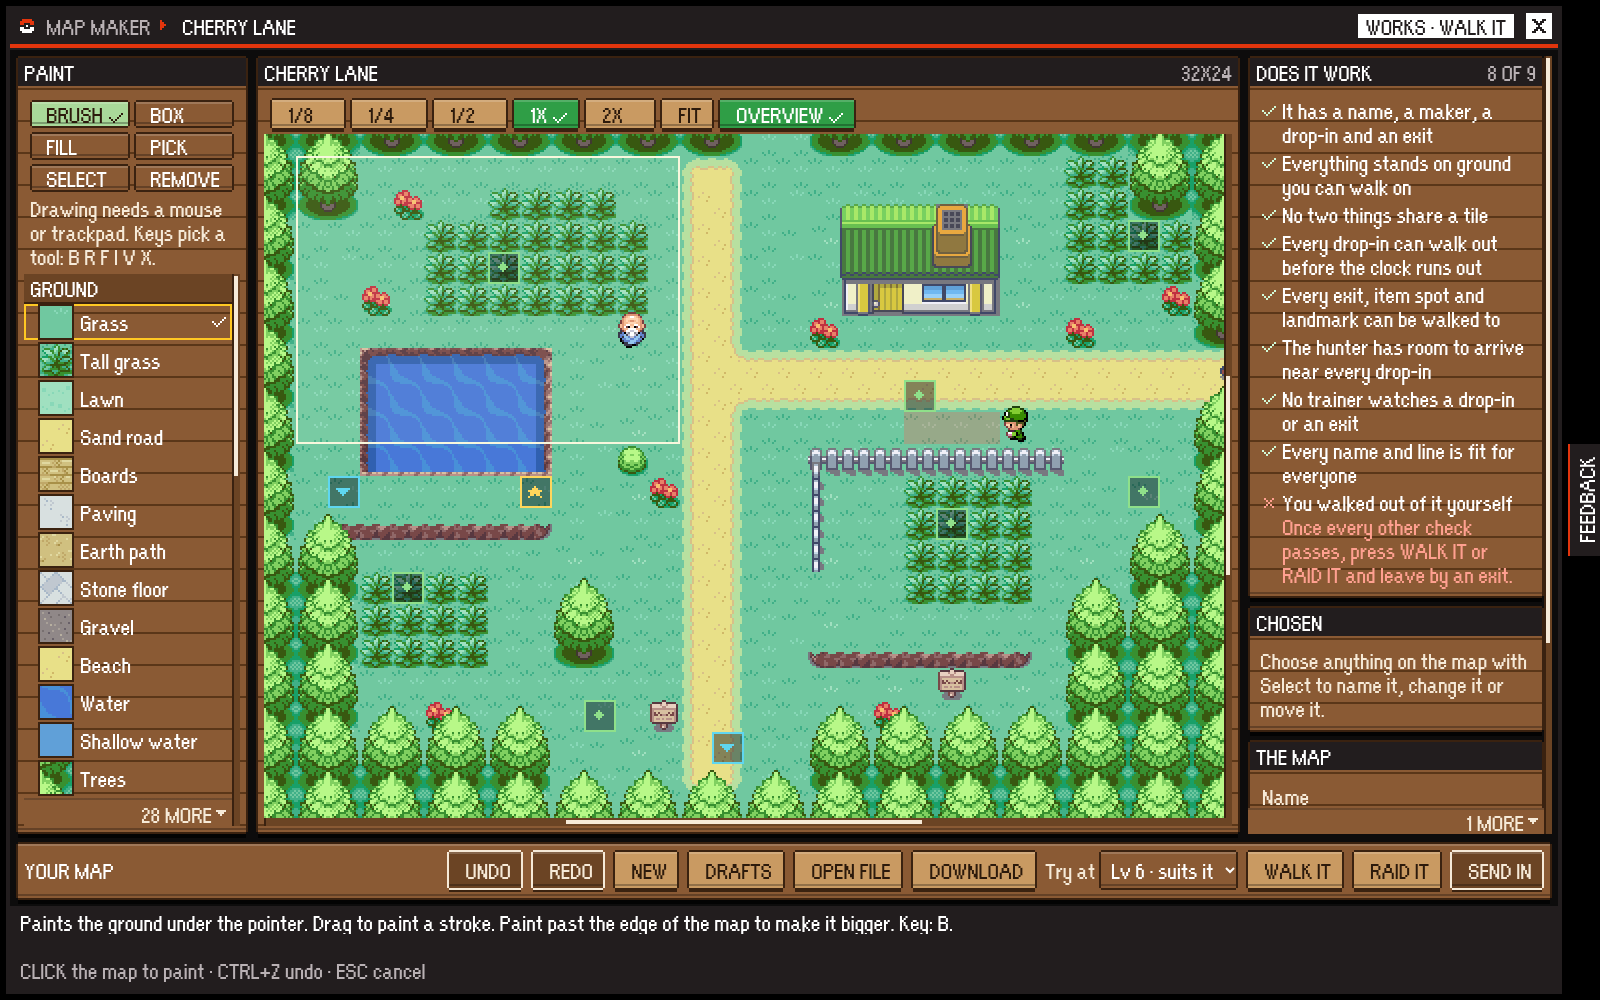 MAP MAKER CHERRY LANE
WORKS · WALK IT X
PAINT
BRUSH BOX
FILL PICK
SELECT REMOVE
Drawing needs a mouse
or trackpad. Keys pick a
tool: B R F I V X.
GROUND
Grass
Tall grass
Lawn
Sand road
Boards
Paving
Earth path
Stone floor
Gravel
Beach
Water
Shallow water
Trees
28 MORE
CHERRY LANE 32X24
1/8 1/4 1/2 1X 2X FIT OVERVIEW
DOES IT WORK 8 OF 9
It has a name, a maker, a
drop-in and an exit
Everything stands on ground
you can walk on
No two things share a tile
Every drop-in can walk out
before the clock runs out
Every exit, item spot and
landmark can be walked to
The hunter has room to arrive
near every drop-in
No trainer watches a drop-in
or an exit
Every name and line is fit for
everyone
You walked out of it yourself
Once every other check
passes, press WALK IT or
RAID IT and leave by an exit.
CHOSEN
Choose anything on the map with
Select to name it, change it or
move it.
THE MAP
Name
1 MORE
FEEDBACK
YOUR MAP UNDO REDO NEW DRAFTS OPEN FILE DOWNLOAD Try at Lv 6 · suits it WALK IT RAID IT SEND IN
Paints the ground under the pointer. Drag to paint a stroke. Paint past the edge of the map to make it bigger. Key: B.
CLICK the map to paint · CTRL+Z undo · ESC cancel